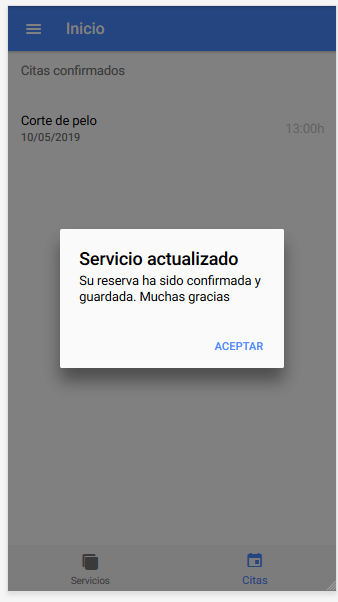 Inicio
Citas confirmados
Corte de pelo
10/05/2019
13:00h
Servicio actualizado
Su reserva ha sido confirmada y
guardada. Muchas gracias
ACEPTAR
Servicios
Citas